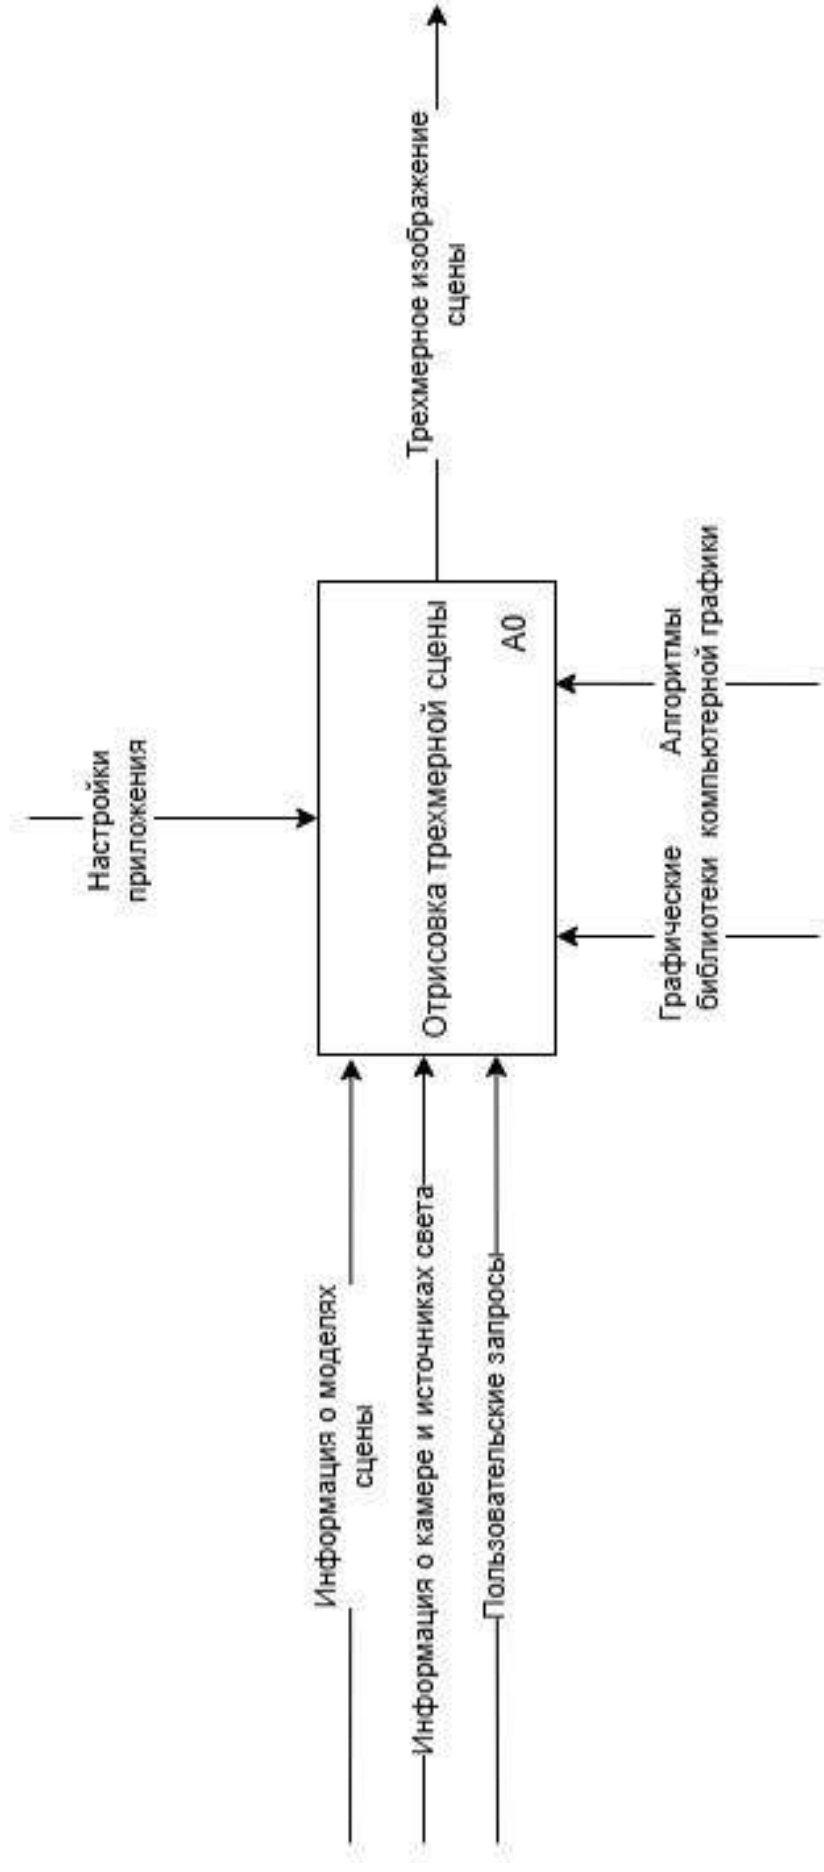 Настройки
приложения
Информация о моделях
сцены
Информация о камере и источниках света
Пользовательские запросы
Отрисовка трехмерной сцены
A0
Трехмерное изображение
сцены
Графические
библиотеки
Алгоритмы
компьютерной графики